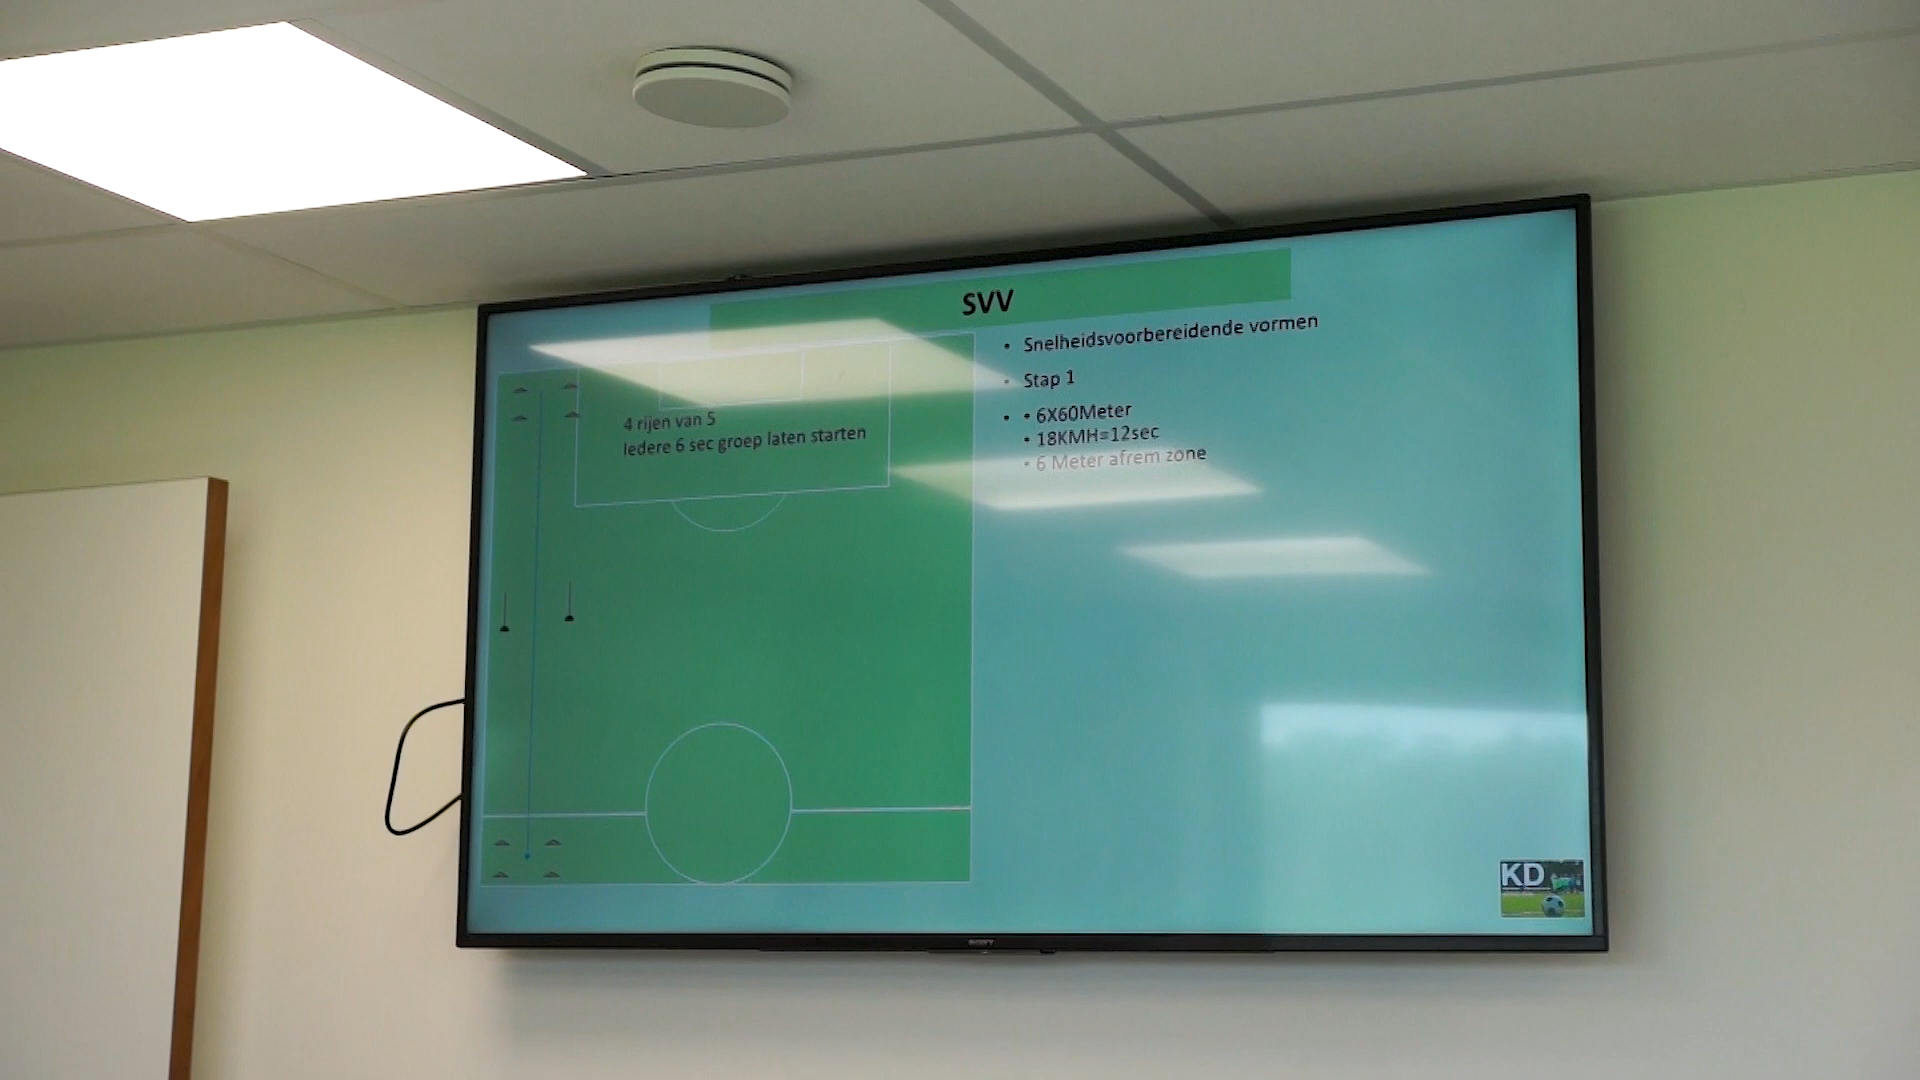 SVV
• Snelheidsvoorbereidende vormen
• Stap 1
• • 6X60Meter
• 18KMH=12sec
• 6 Meter afrem zone
4 rijen van 5
Iedere 6 sec groep laten starten
KD
SONY